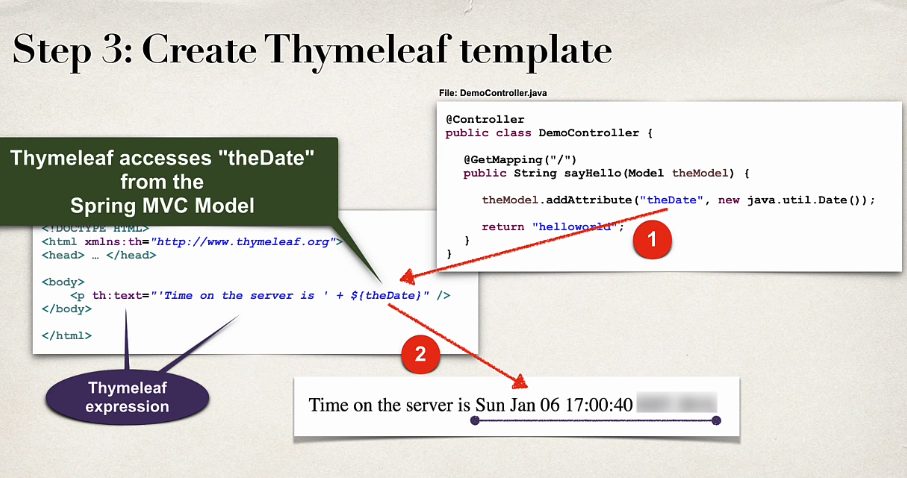 Step 3: Create Thymeleaf template
File: DemoController.java
@Controller
public class DemoController {
@GetMapping("/")
public String sayHello(Model theModel) {
theModel.addAttribute("theDate", new java.util.Date());
return "helloworld";
}
}
1
Thymeleaf accesses "theDate"
from the
Spring MVC Model
<!DOCTYPE HTML>
<html xmlns:th="http://www.thymeleaf.org">
<head> … </head>
<body>
<p th:text="'Time on the server is ' + ${theDate}" />
</body>
</html>
2
Thymeleaf
expression
Time on the server is Sun Jan 06 17:00:40